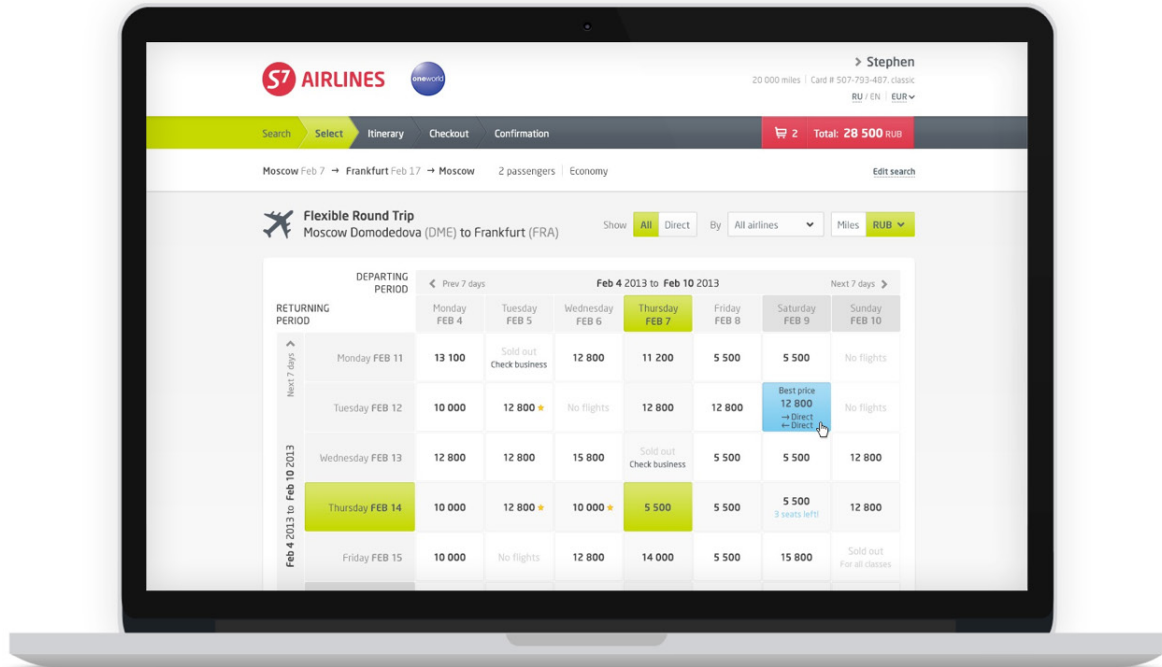 S7 AIRLINES
oneworld
> Stephen
20 000 miles | Card # 507-793-487. classic
RU / EN | EUR
Search Select Itinerary Checkout Confirmation
2 Total: 28 500 RUB
Moscow Feb 7 → Frankfurt Feb 17 → Moscow 2 passengers | Economy
Edit search
Flexible Round Trip
Moscow Domodedova (DME) to Frankfurt (FRA)
Show All Direct By All airlines Miles RUB
DEPARTING PERIOD
Prev 7 days Feb 4 2013 to Feb 10 2013 Next 7 days
RETURNING PERIOD
Monday FEB 4
Tuesday FEB 5
Wednesday FEB 6
Thursday FEB 7
Friday FEB 8
Saturday FEB 9
Sunday FEB 10
Next 7 days
Feb 4 2013 to Feb 10 2013
Monday FEB 11 13 100 Sold out Check business 12 800 11 200 5 500 5 500 No flights
Tuesday FEB 12 10 000 12 800 No flights 12 800 12 800 Best price 12 800 → Direct ← Direct No flights
Wednesday FEB 13 12 800 12 800 15 800 Sold out Check business 5 500 5 500 12 800
Thursday FEB 14 10 000 12 800 10 000 5 500 5 500 5 500 3 seats left! 12 800
Friday FEB 15 10 000 No flights 12 800 14 000 5 500 15 800 Sold out For all classes